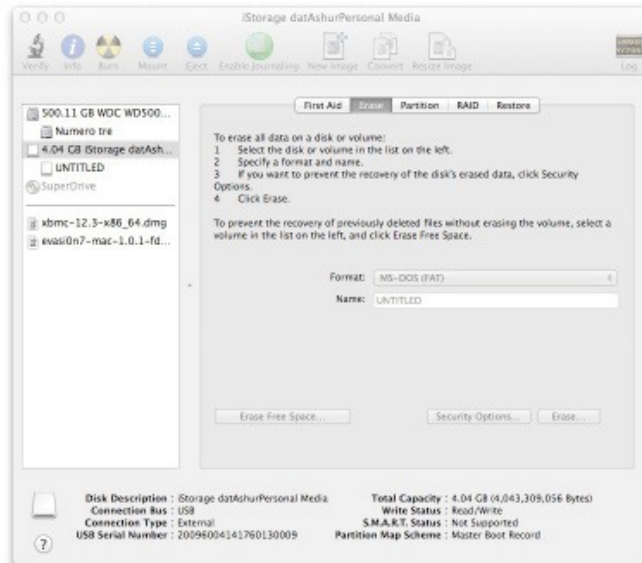 iStorage datAshurPersonal Media
Verify Info Burn Mount Eject Enable Journaling New Image Convert Resize Image Log
500.11 GB WDC WD500...
Numero tre
4.04 GB iStorage datAsh...
UNTITLED
SuperDrive
xbmc-12.3-x86_64.dmg
evasi0n7-mac-1.0.1-fd...
First Aid Erase Partition RAID Restore
To erase all data on a disk or volume:
1 Select the disk or volume in the list on the left.
2 Specify a format and name.
3 If you want to prevent the recovery of the disk's erased data, click Security
Options.
4 Click Erase.
To prevent the recovery of previously deleted files without erasing the volume, select a
volume in the list on the left, and click Erase Free Space.
Format: MS-DOS (FAT)
Name: UNTITLED
Erase Free Space... Security Options... Erase...
Disk Description : iStorage datAshurPersonal Media
Connection Bus : USB
Connection Type : External
USB Serial Number : 20096004141760130009
Total Capacity : 4.04 GB (4,043,309,056 Bytes)
Write Status : Read/Write
S.M.A.R.T. Status : Not Supported
Partition Map Scheme : Master Boot Record
?